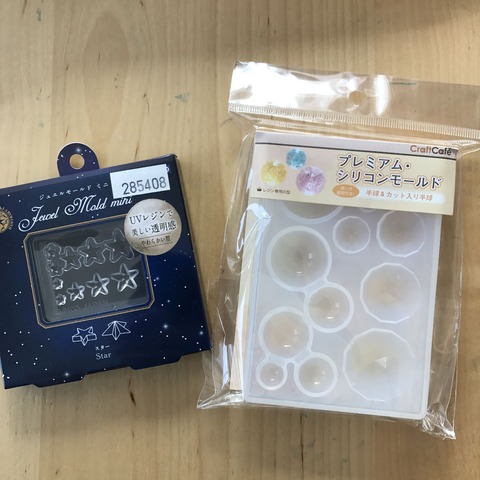 ジュエルモールド ミニ
285408
Jewel Mold mini
UVレジンで
美しい透明感
やわらかい型
スター
Star
CraftCafe
プレミアム・
シリコンモールド
レジン専用の型
半球&カット入り半球